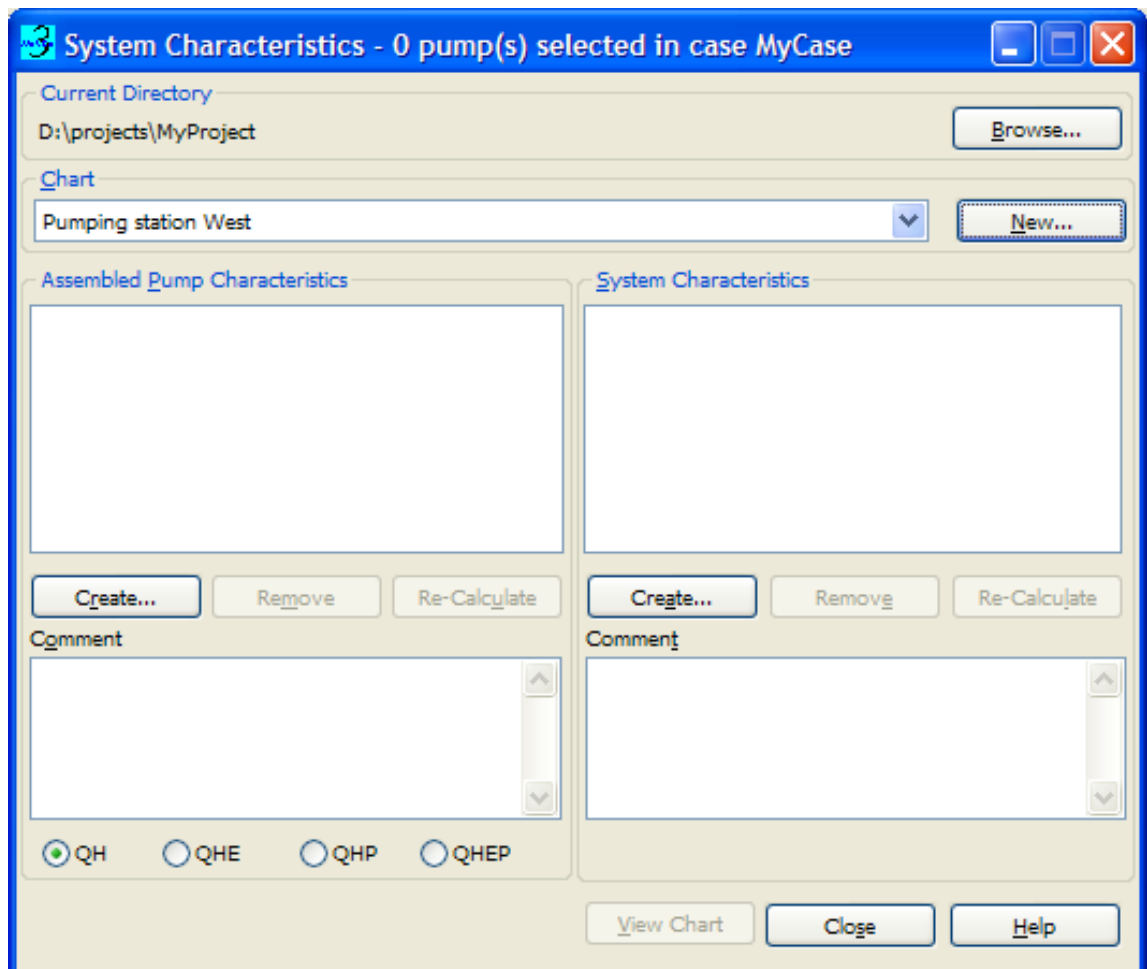 System Characteristics - 0 pump(s) selected in case MyCase
Current Directory
D:\projects\MyProject
Browse...
Chart
Pumping station West
New...
Assembled Pump Characteristics
System Characteristics
Create...
Remove
Re-Calculate
Create...
Remove
Re-Calculate
Comment
Comment
QH
QHE
QHP
QHEP
View Chart
Close
Help